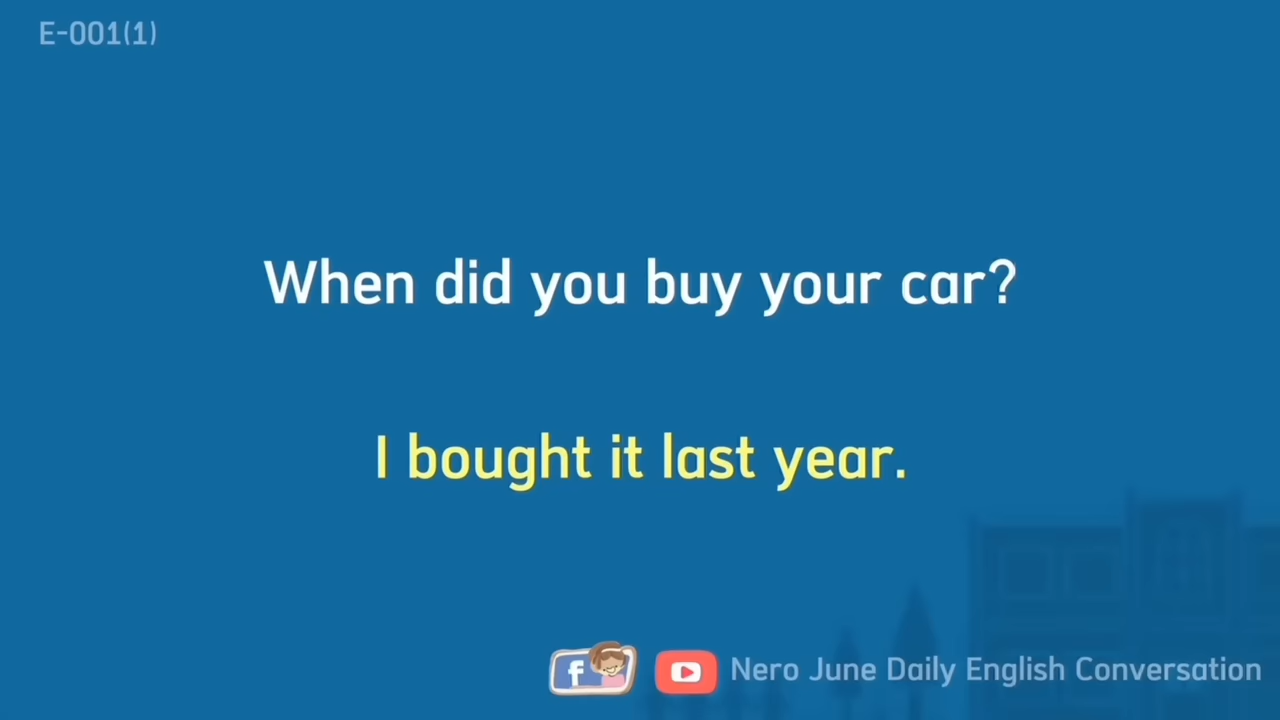 E-001(1)
When did you buy your car?
I bought it last year.
f
Nero June Daily English Conversation